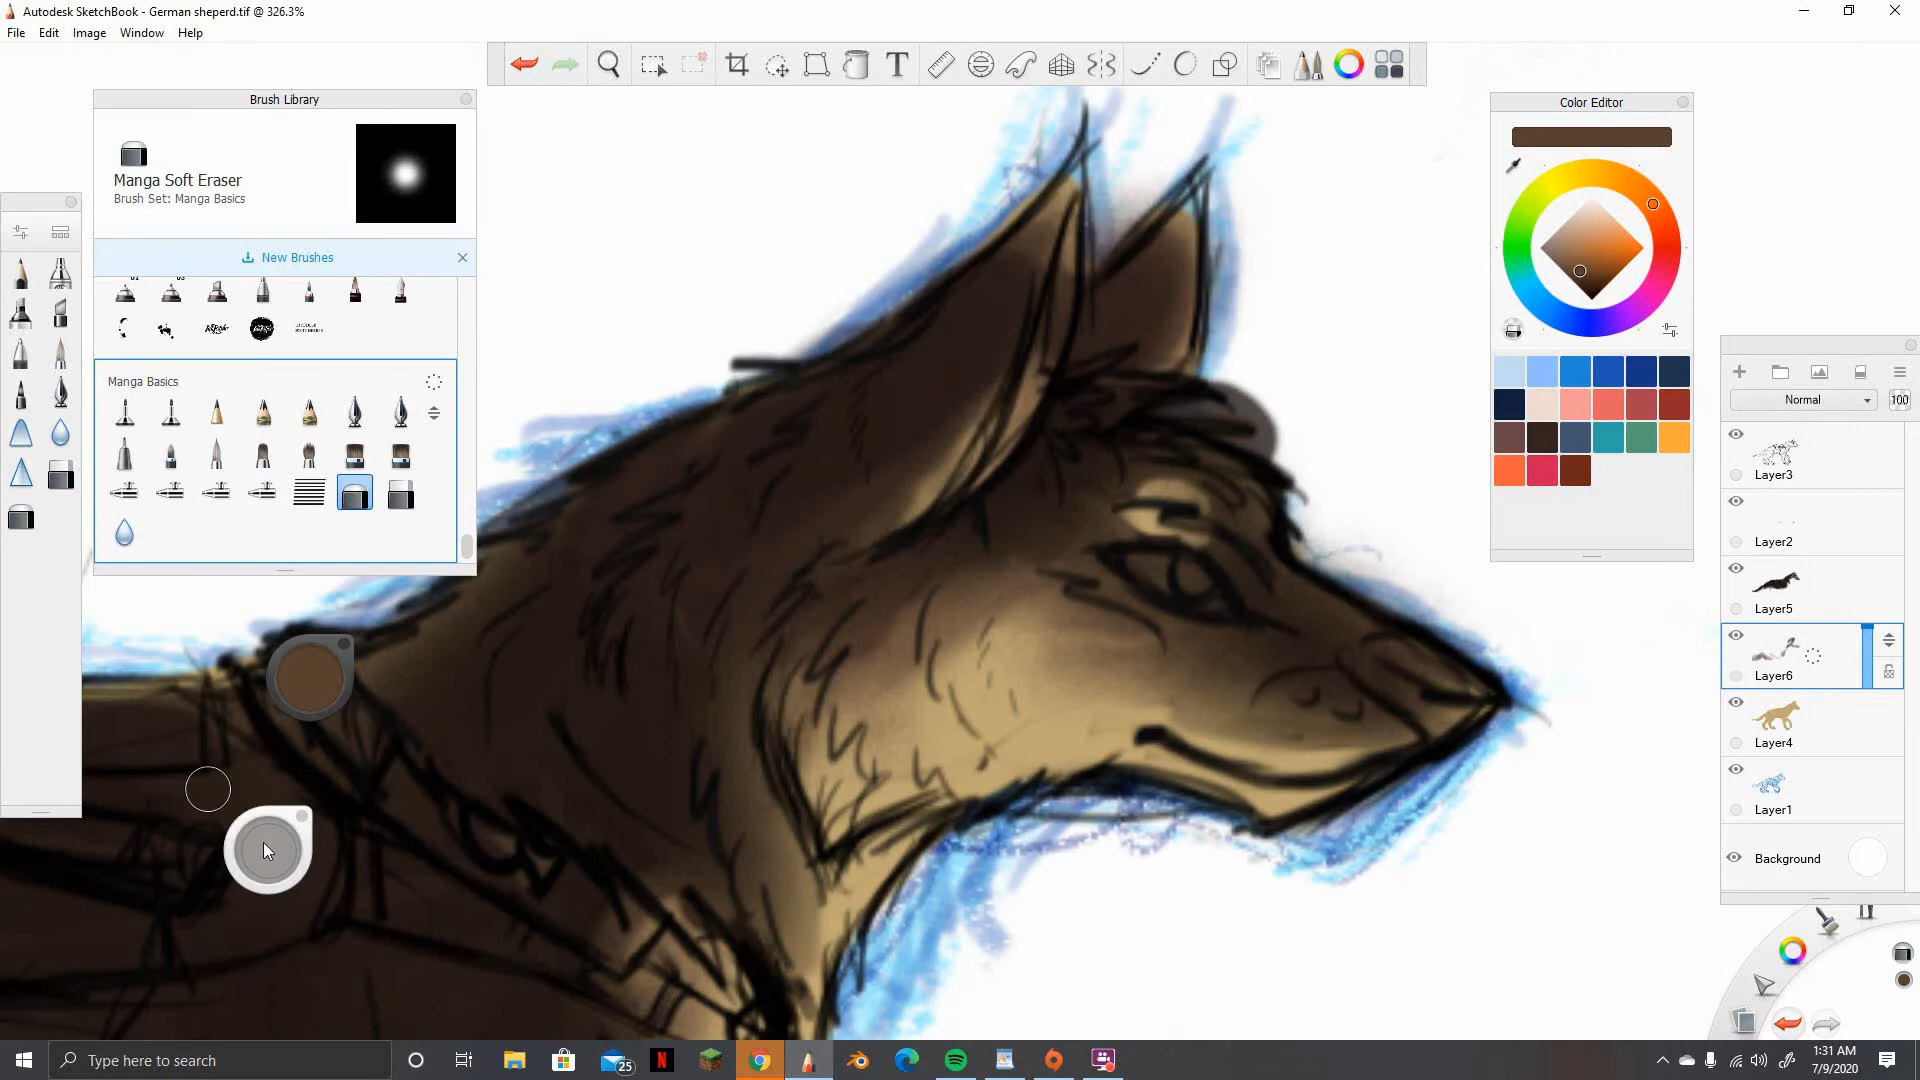 Autodesk SketchBook - German sheperd.tif @ 326.3%
File Edit Image Window Help
T
Brush Library
Manga Soft Eraser
Brush Set: Manga Basics
New Brushes
Manga Basics
Color Editor
Normal 100
Layer3
Layer2
Layer5
Layer6
Layer4
Layer1
Background
Type here to search
25
N
1:31 AM
7/9/2020